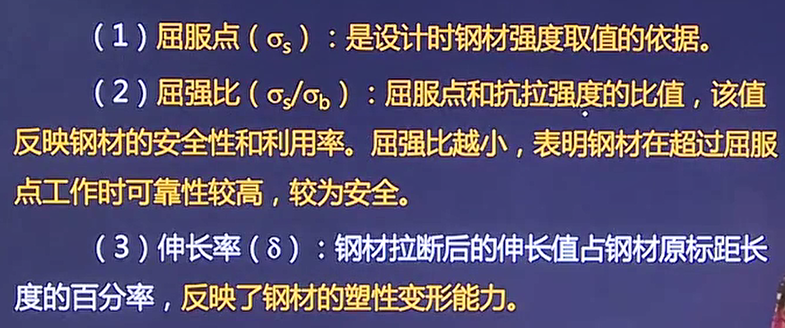 （1）屈服点（σs）：是设计时钢材强度取值的依据。
（2）屈强比（σs/σb）：屈服点和抗拉强度的比值，该值
反映钢材的安全性和利用率。屈强比越小，表明钢材在超过屈服
点工作时可靠性较高，较为安全。
（3）伸长率（δ）：钢材拉断后的伸长值占钢材原标距长
度的百分率，反映了钢材的塑性变形能力。